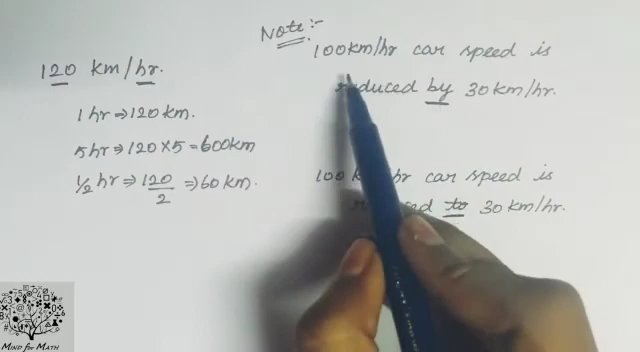 Note:-
120 km/hr.
1 hr ⇒ 120 km.
5 hr ⇒ 120 × 5 = 600 km
1/2 hr ⇒ 120/2 ⇒ 60 km.
100 km/hr car speed is
reduced by 30 km/hr.
100 km/hr car speed is
to 30 km/hr.
MIND for MATH